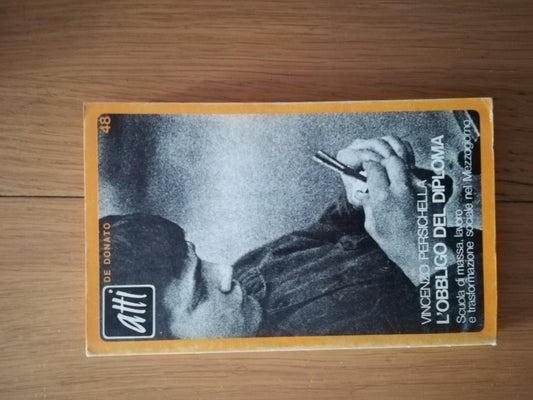 atti
DE DONATO
48
VINCENZO PERSICHELLA
L'OBBLIGO DEL DIPLOMA
Scuola di massa, lavoro
e trasformazione sociale nel Mezzogiorno